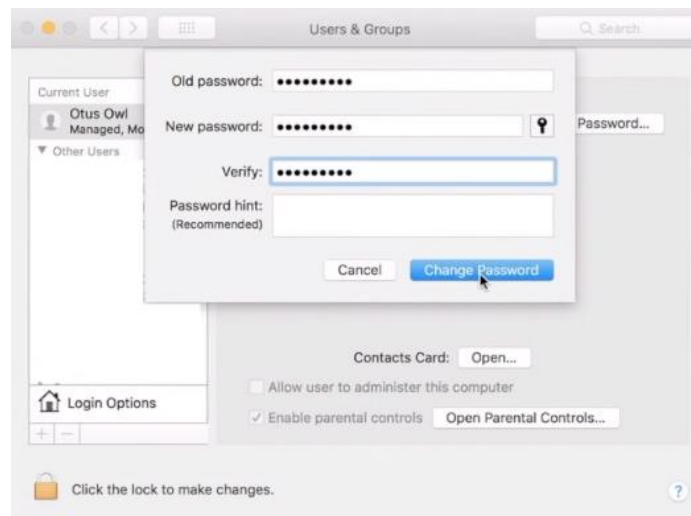 Users & Groups
Search
Old password:
New password:
Verify:
Password hint:
(Recommended)
Cancel
Change Password
Current User
Otus Owl
Managed, Mo
Other Users
Password...
Contacts Card:
Open...
Allow user to administer this computer
Enable parental controls
Open Parental Controls...
Login Options
+ −
Click the lock to make changes.
?